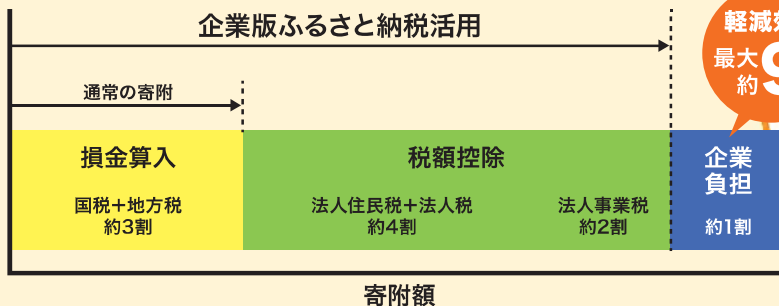 企業版ふるさと納税活用
軽減
最大
約9
通常の寄附
損金算入
国税+地方税
約3割
税額控除
法人住民税+法人税
約4割
法人事業税
約2割
企業
負担
約1割
寄附額